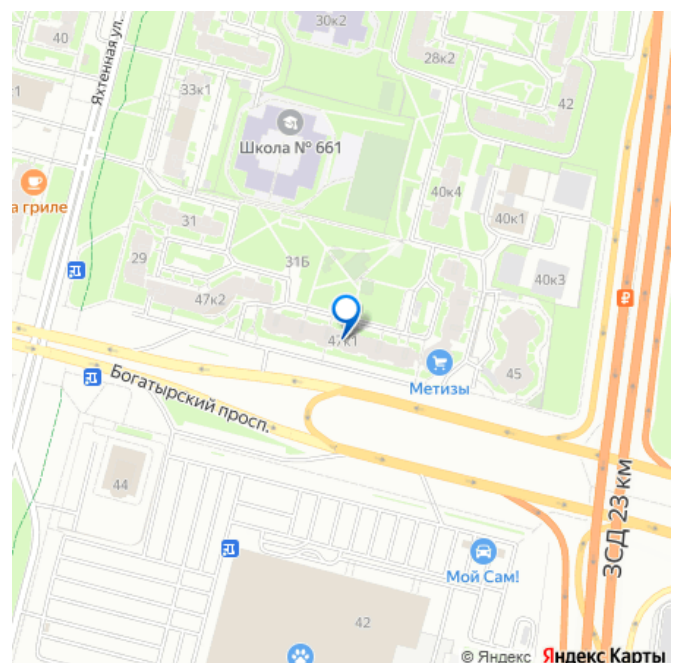 30к2
40
Яхтенная ул.
28к2
33к1
42
Школа № 661
40к4
а гриле
31
40к1
29
31Б
40к3
47к2
₽
47к1
Метизы
45
Богатырский просп.
44
ЗСД 23 км
Мой Сам!
42
© Яндекс Яндекс Карты